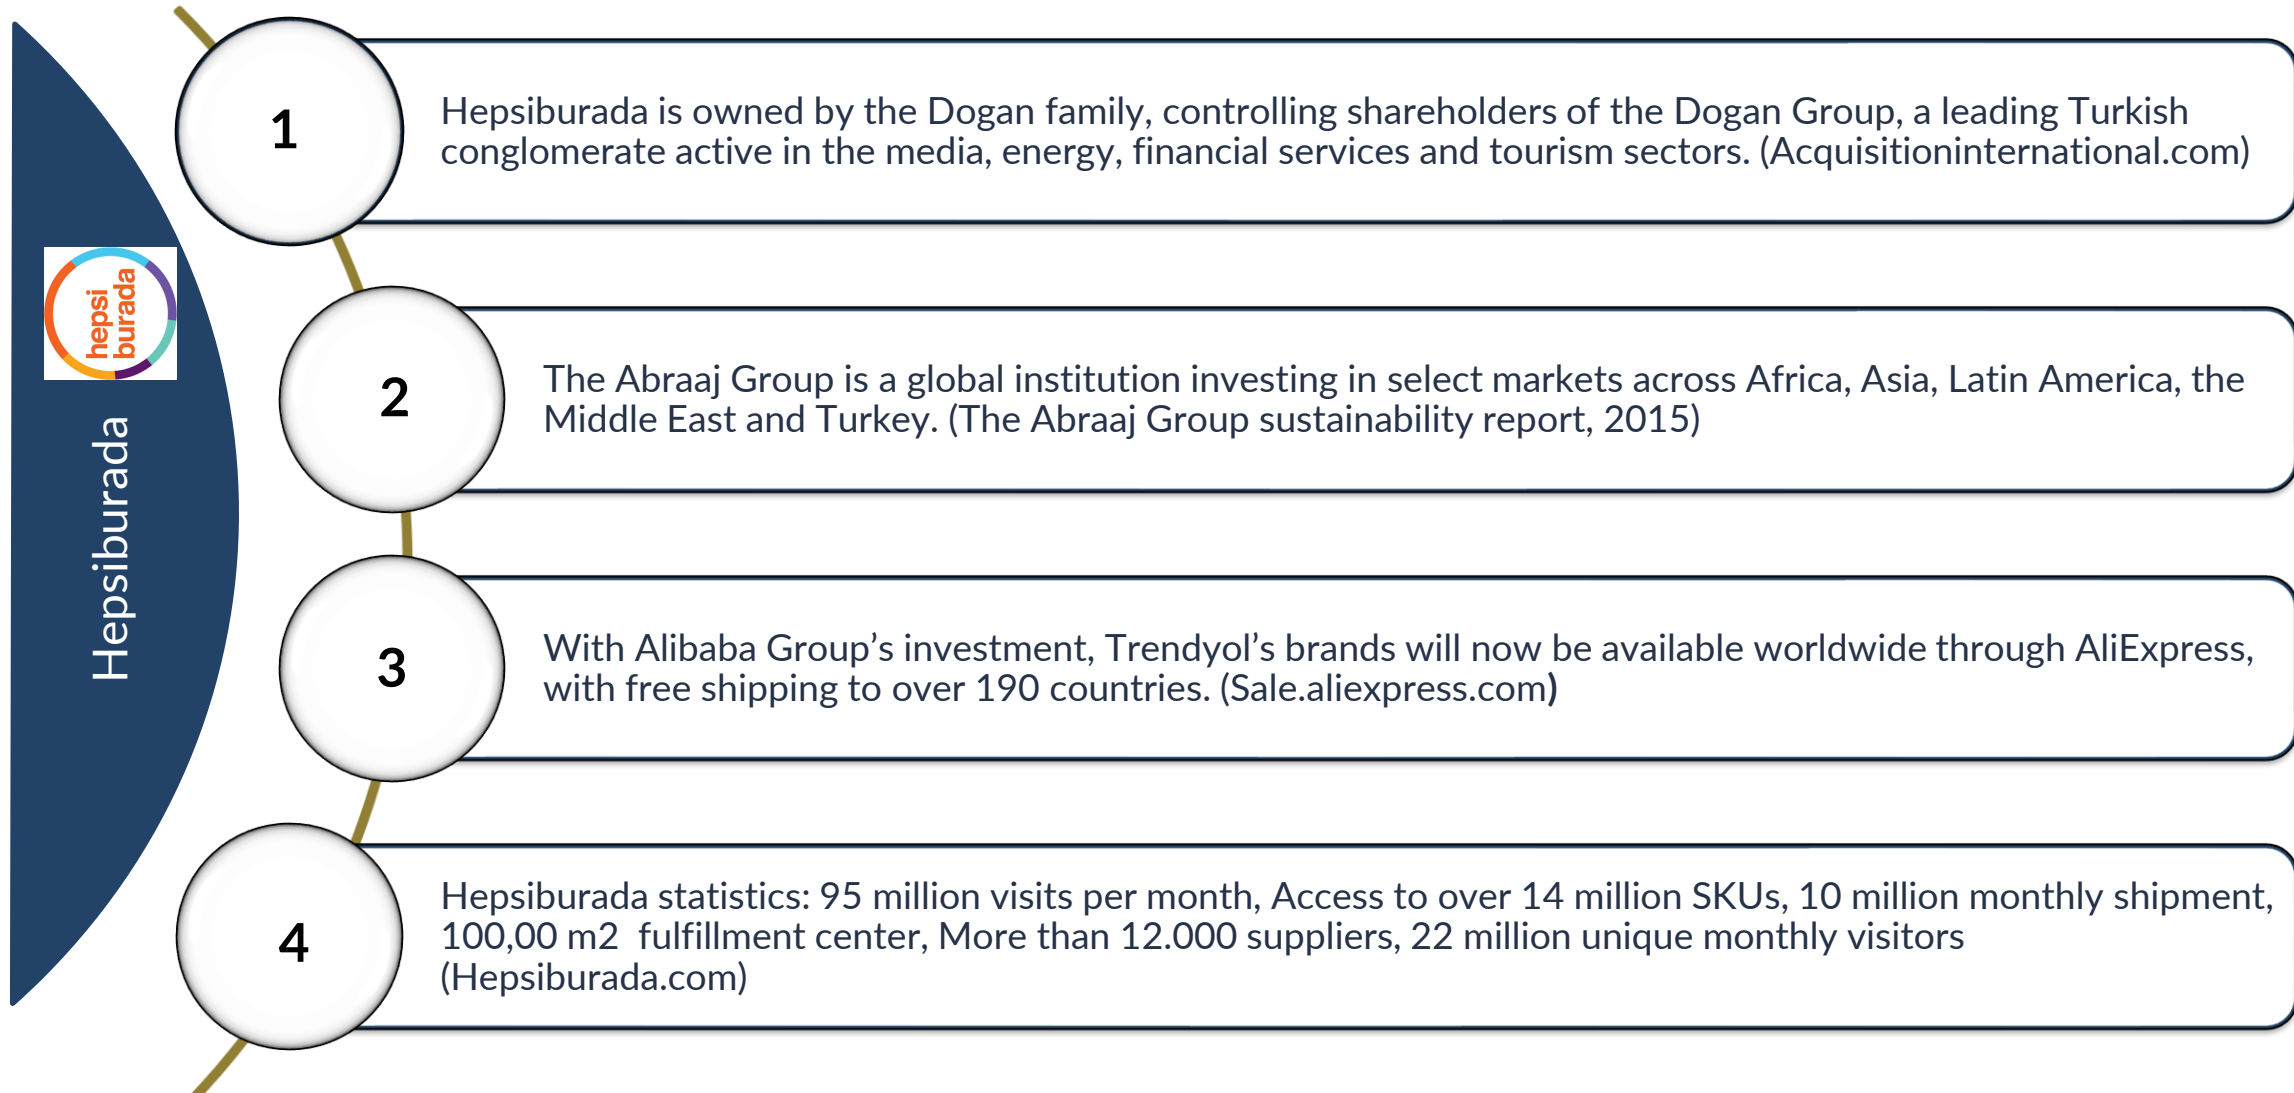 hepsi
burada
Hepsiburada
1
Hepsiburada is owned by the Dogan family, controlling shareholders of the Dogan Group, a leading Turkish
conglomerate active in the media, energy, financial services and tourism sectors. (Acquisitioninternational.com)
2
The Abraaj Group is a global institution investing in select markets across Africa, Asia, Latin America, the
Middle East and Turkey. (The Abraaj Group sustainability report, 2015)
3
With Alibaba Group’s investment, Trendyol’s brands will now be available worldwide through AliExpress,
with free shipping to over 190 countries. (Sale.aliexpress.com)
4
Hepsiburada statistics: 95 million visits per month, Access to over 14 million SKUs, 10 million monthly shipment,
100,00 m2  fulfillment center, More than 12.000 suppliers, 22 million unique monthly visitors
(Hepsiburada.com)